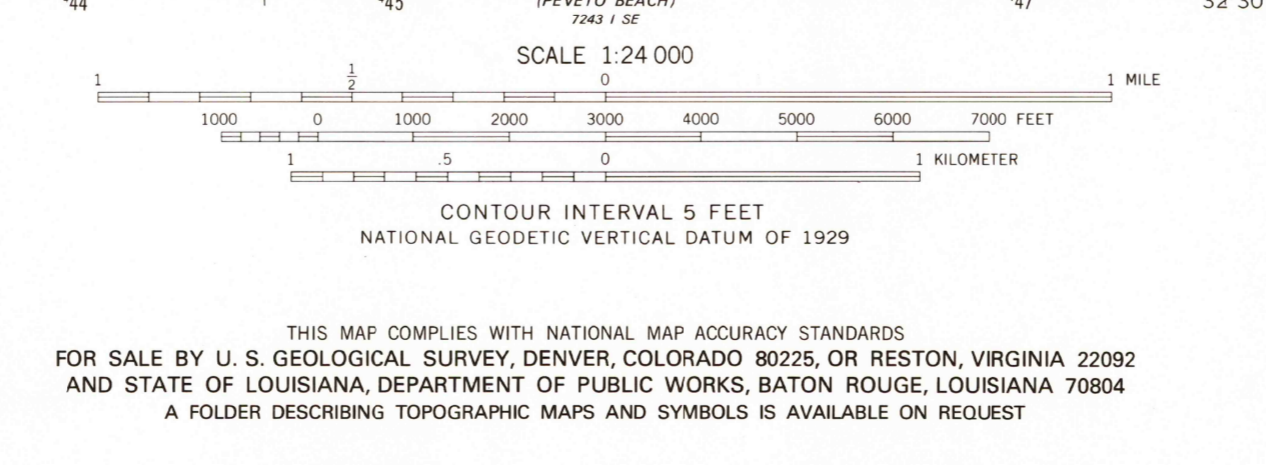 44 45 (PEVETO BEACH) 47 32 30
7243 I SE
SCALE 1:24 000
1 1/2 0 1 MILE
1000 0 1000 2000 3000 4000 5000 6000 7000 FEET
1 .5 0 1 KILOMETER
CONTOUR INTERVAL 5 FEET
NATIONAL GEODETIC VERTICAL DATUM OF 1929
THIS MAP COMPLIES WITH NATIONAL MAP ACCURACY STANDARDS
FOR SALE BY U. S. GEOLOGICAL SURVEY, DENVER, COLORADO 80225, OR RESTON, VIRGINIA 22092
AND STATE OF LOUISIANA, DEPARTMENT OF PUBLIC WORKS, BATON ROUGE, LOUISIANA 70804
A FOLDER DESCRIBING TOPOGRAPHIC MAPS AND SYMBOLS IS AVAILABLE ON REQUEST